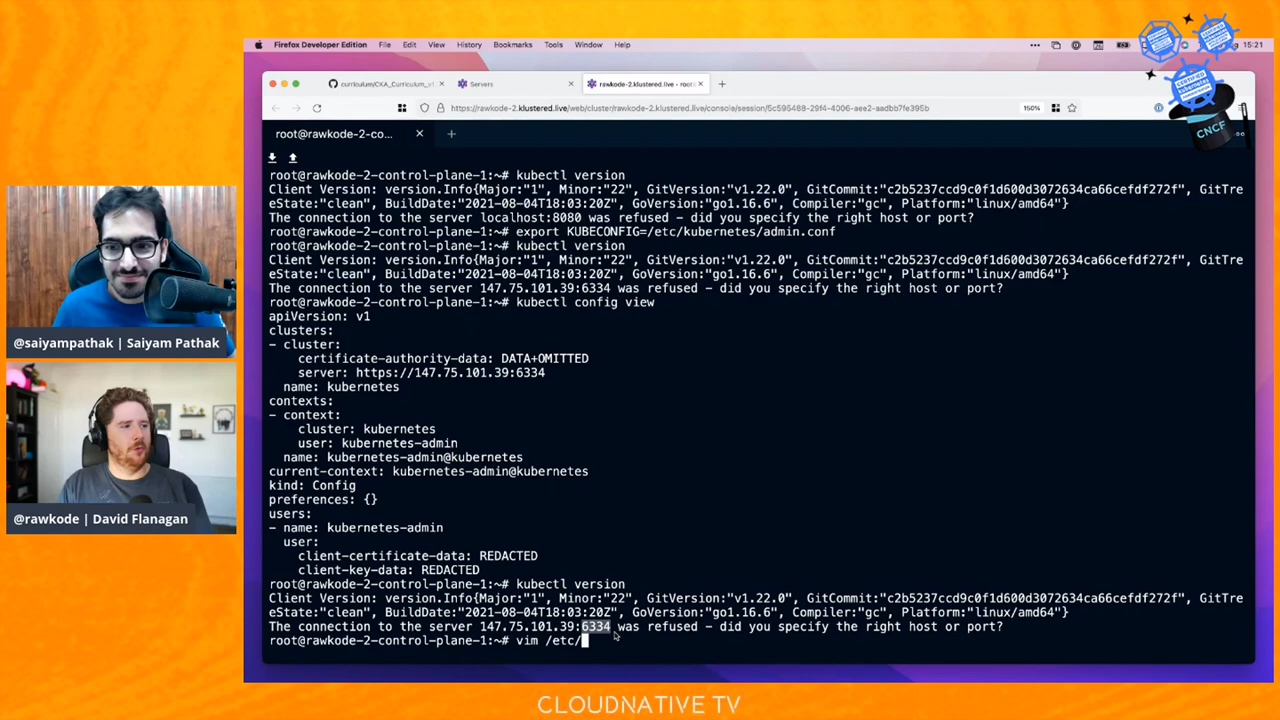 Firefox Developer Edition File Edit View History Bookmarks Tools Window Help
15:21
curriculum/CKA_Curriculum_v1
Servers
rawkode-2.klustered.live - root
https://rawkode-2.klustered.live/web/cluster/rawkode-2.klustered.live/console/session/5c595488-29f4-4006-aee2-aadbb7fe395b
150%
CNCF
root@rawkode-2-co...
root@rawkode-2-control-plane-1:~# kubectl version
Client Version: version.Info{Major:"1", Minor:"22", GitVersion:"v1.22.0", GitCommit:"c2b5237ccd9c0f1d600d3072634ca66cefdf272f", GitTre
eState:"clean", BuildDate:"2021-08-04T18:03:20Z", GoVersion:"go1.16.6", Compiler:"gc", Platform:"linux/amd64"}
The connection to the server localhost:8080 was refused - did you specify the right host or port?
root@rawkode-2-control-plane-1:~# export KUBECONFIG=/etc/kubernetes/admin.conf
root@rawkode-2-control-plane-1:~# kubectl version
Client Version: version.Info{Major:"1", Minor:"22", GitVersion:"v1.22.0", GitCommit:"c2b5237ccd9c0f1d600d3072634ca66cefdf272f", GitTre
eState:"clean", BuildDate:"2021-08-04T18:03:20Z", GoVersion:"go1.16.6", Compiler:"gc", Platform:"linux/amd64"}
The connection to the server 147.75.101.39:6334 was refused - did you specify the right host or port?
root@rawkode-2-control-plane-1:~# kubectl config view
apiVersion: v1
clusters:
- cluster:
    certificate-authority-data: DATA+OMITTED
    server: https://147.75.101.39:6334
  name: kubernetes
contexts:
- context:
    cluster: kubernetes
    user: kubernetes-admin
  name: kubernetes-admin@kubernetes
current-context: kubernetes-admin@kubernetes
kind: Config
preferences: {}
users:
- name: kubernetes-admin
  user:
    client-certificate-data: REDACTED
    client-key-data: REDACTED
root@rawkode-2-control-plane-1:~# kubectl version
Client Version: version.Info{Major:"1", Minor:"22", GitVersion:"v1.22.0", GitCommit:"c2b5237ccd9c0f1d600d3072634ca66cefdf272f", GitTre
eState:"clean", BuildDate:"2021-08-04T18:03:20Z", GoVersion:"go1.16.6", Compiler:"gc", Platform:"linux/amd64"}
The connection to the server 147.75.101.39:6334 was refused - did you specify the right host or port?
root@rawkode-2-control-plane-1:~# vim /etc/
@saiyampathak | Saiyam Pathak
@rawkode | David Flanagan
CLOUDNATIVE TV